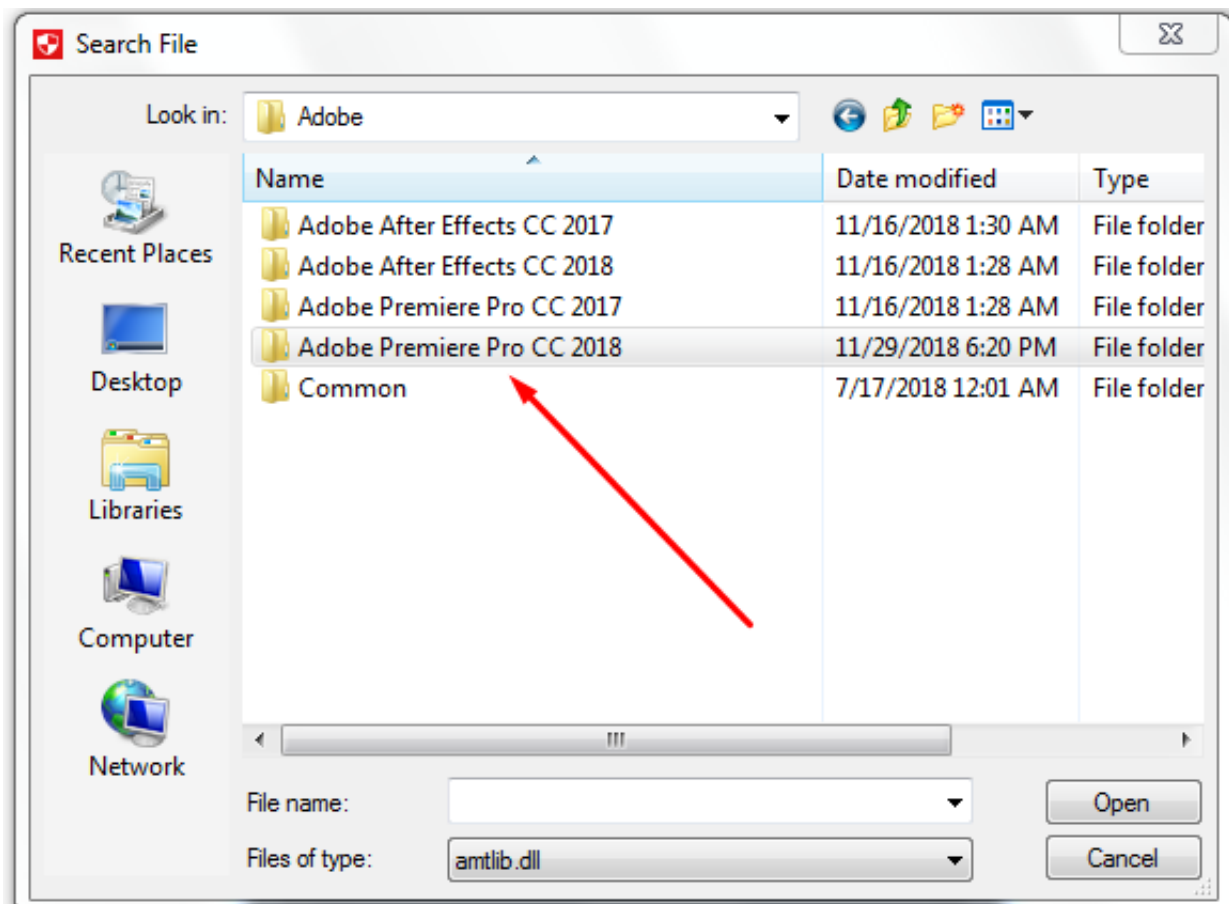 Search File
Look in: Adobe
Name Date modified Type
Adobe After Effects CC 2017 11/16/2018 1:30 AM File folder
Adobe After Effects CC 2018 11/16/2018 1:28 AM File folder
Adobe Premiere Pro CC 2017 11/16/2018 1:28 AM File folder
Adobe Premiere Pro CC 2018 11/29/2018 6:20 PM File folder
Common 7/17/2018 12:01 AM File folder
Recent Places
Desktop
Libraries
Computer
Network
File name: Open
Files of type: amtlib.dll Cancel